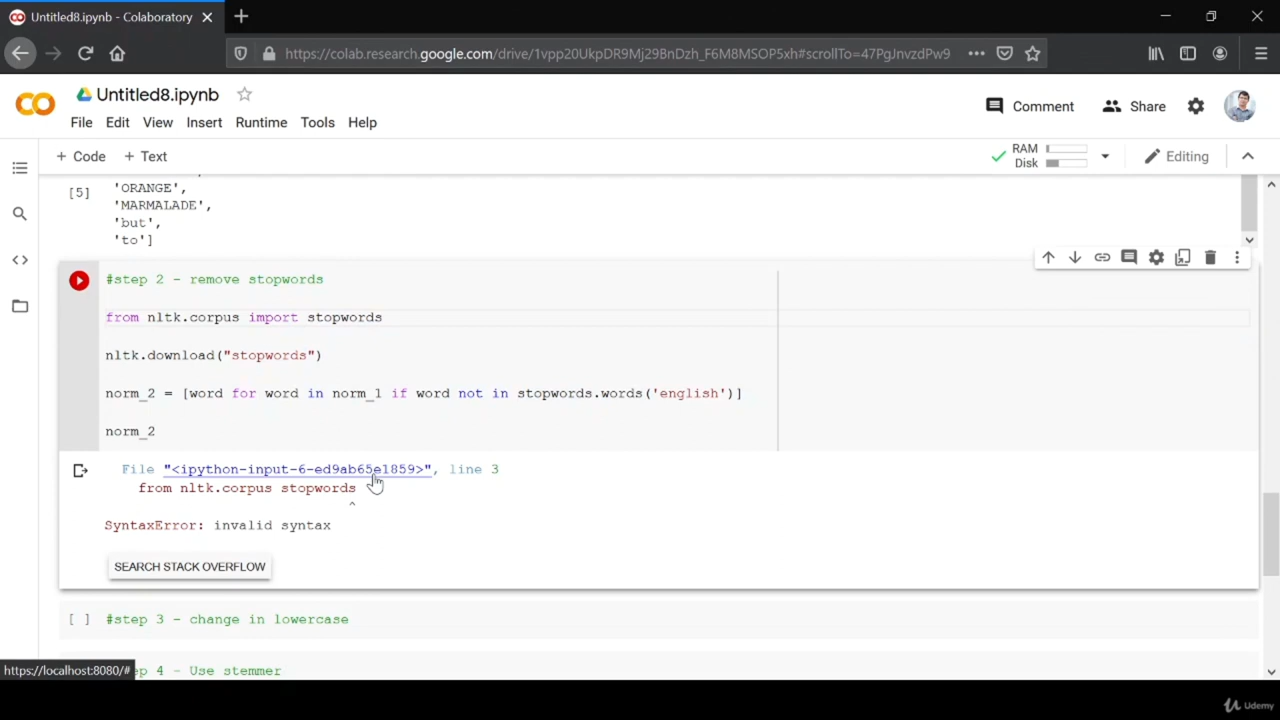 Untitled8.ipynb - Colaboratory
https://colab.research.google.com/drive/1vpp20UkpDR9Mj29BnDzh_F6M8MSOP5xh#scrollTo=47PgJnvzdPw9
Untitled8.ipynb
Comment
Share
File Edit View Insert Runtime Tools Help
+ Code + Text
RAM
Disk
Editing
[5]
'ORANGE',
'MARMALADE',
'but',
'to']
#step 2 - remove stopwords
from nltk.corpus import stopwords
nltk.download("stopwords")
norm_2 = [word for word in norm_1 if word not in stopwords.words('english')]
norm_2
File "<ipython-input-6-ed9ab65e1859>", line 3
from nltk.corpus stopwords
^
SyntaxError: invalid syntax
SEARCH STACK OVERFLOW
[ ] #step 3 - change in lowercase
https://localhost:8080/#
ep 4 - Use stemmer
Udemy